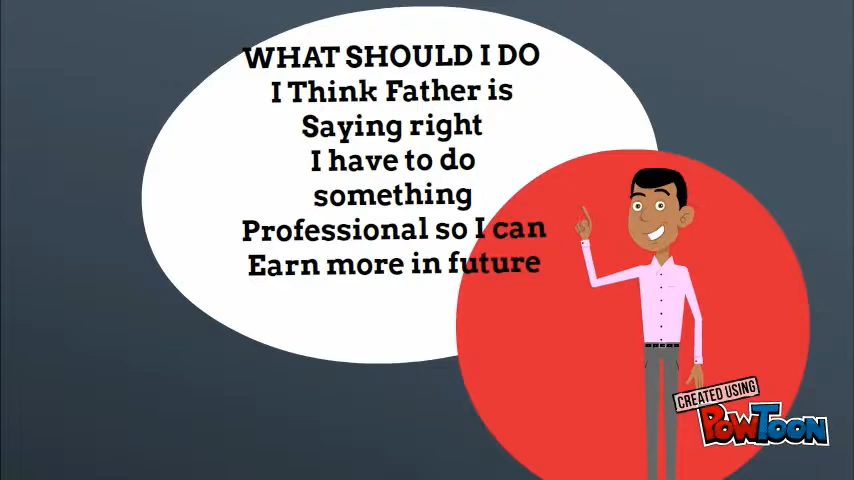 WHAT SHOULD I DO
I Think Father is
Saying right
I have to do
something
Professional so I can
Earn more in future
CREATED USING
POWTOON